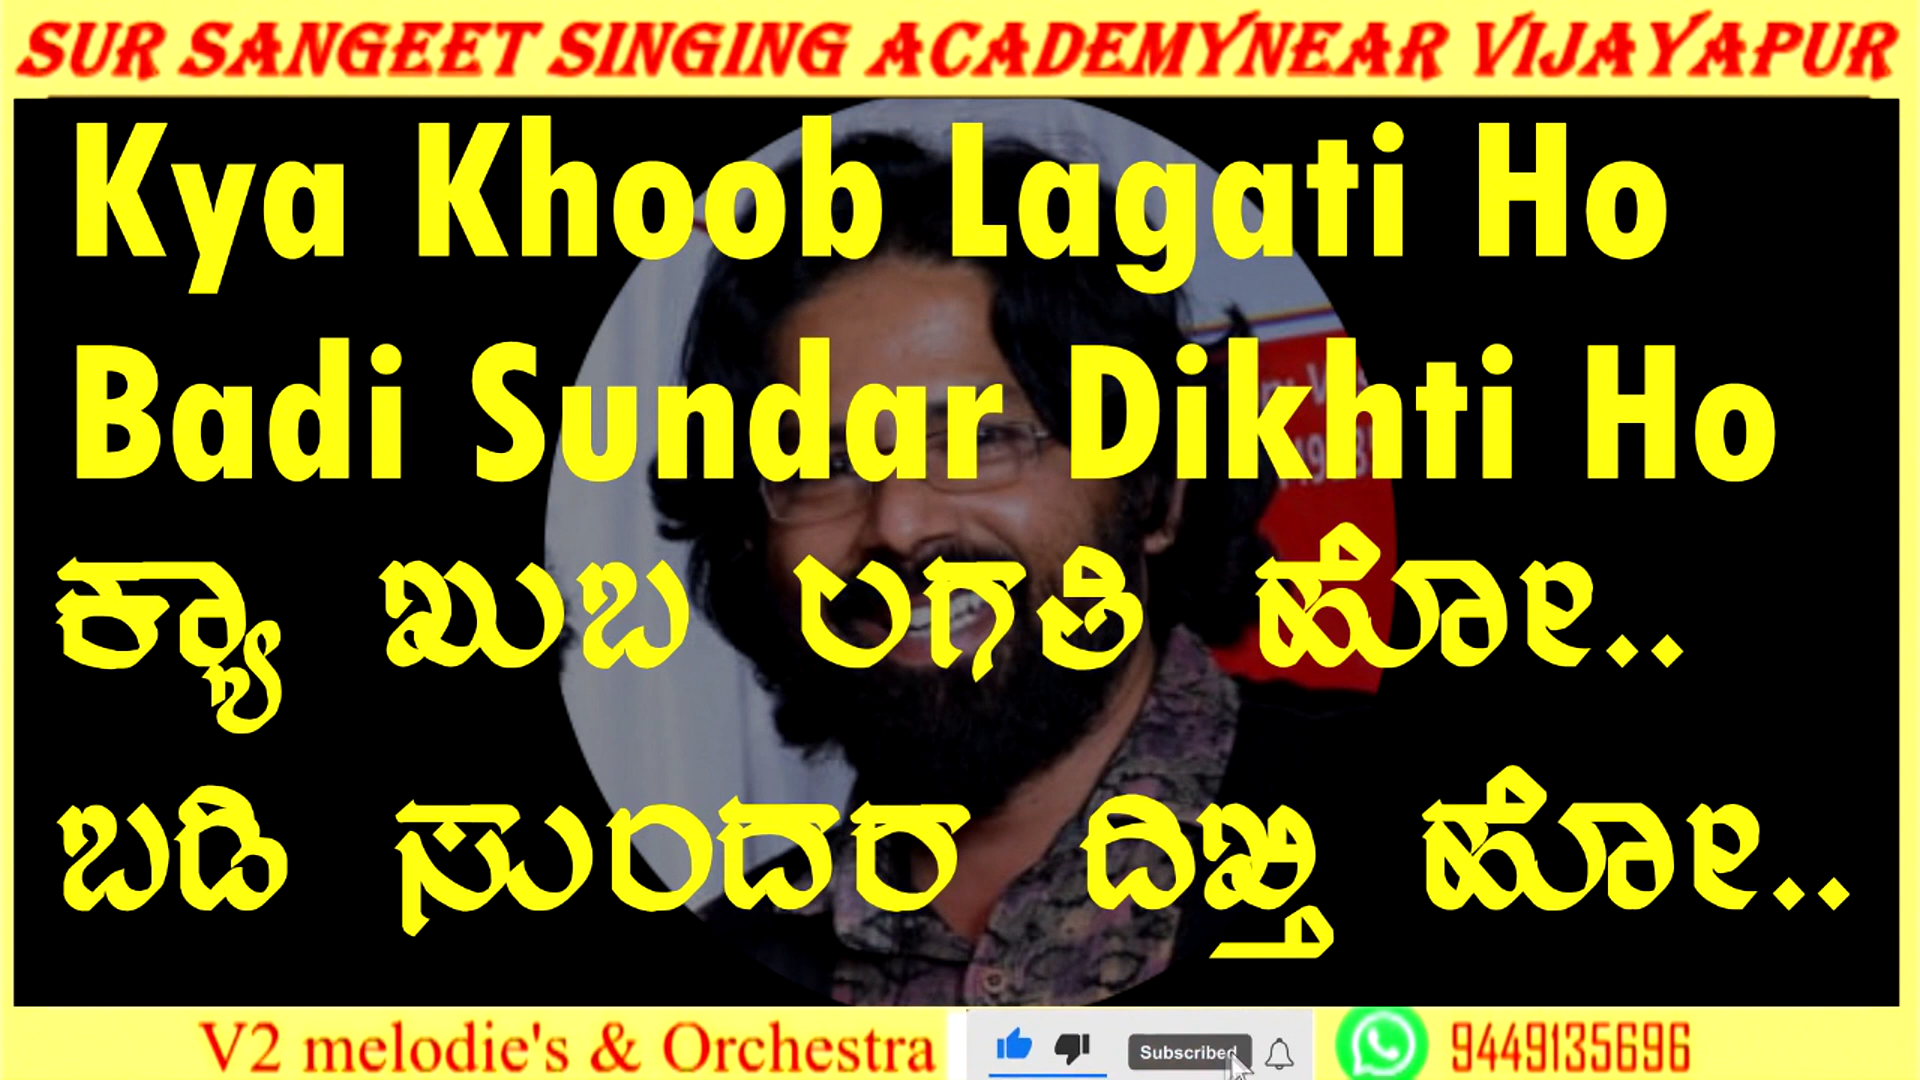 SUR SANGEET SINGING ACADEMYNEAR VIJAYAPUR
Kya Khoob Lagati Ho
Badi Sundar Dikhti Ho
ಕ್ಯಾ ಖುಬ ಲಗತಿ ಹೋ..
ಬಡಿ ಸುಂದರ ದಿಖ್ತಿ ಹೋ..
V2 melodie's & Orchestra
Subscribed
9449135696